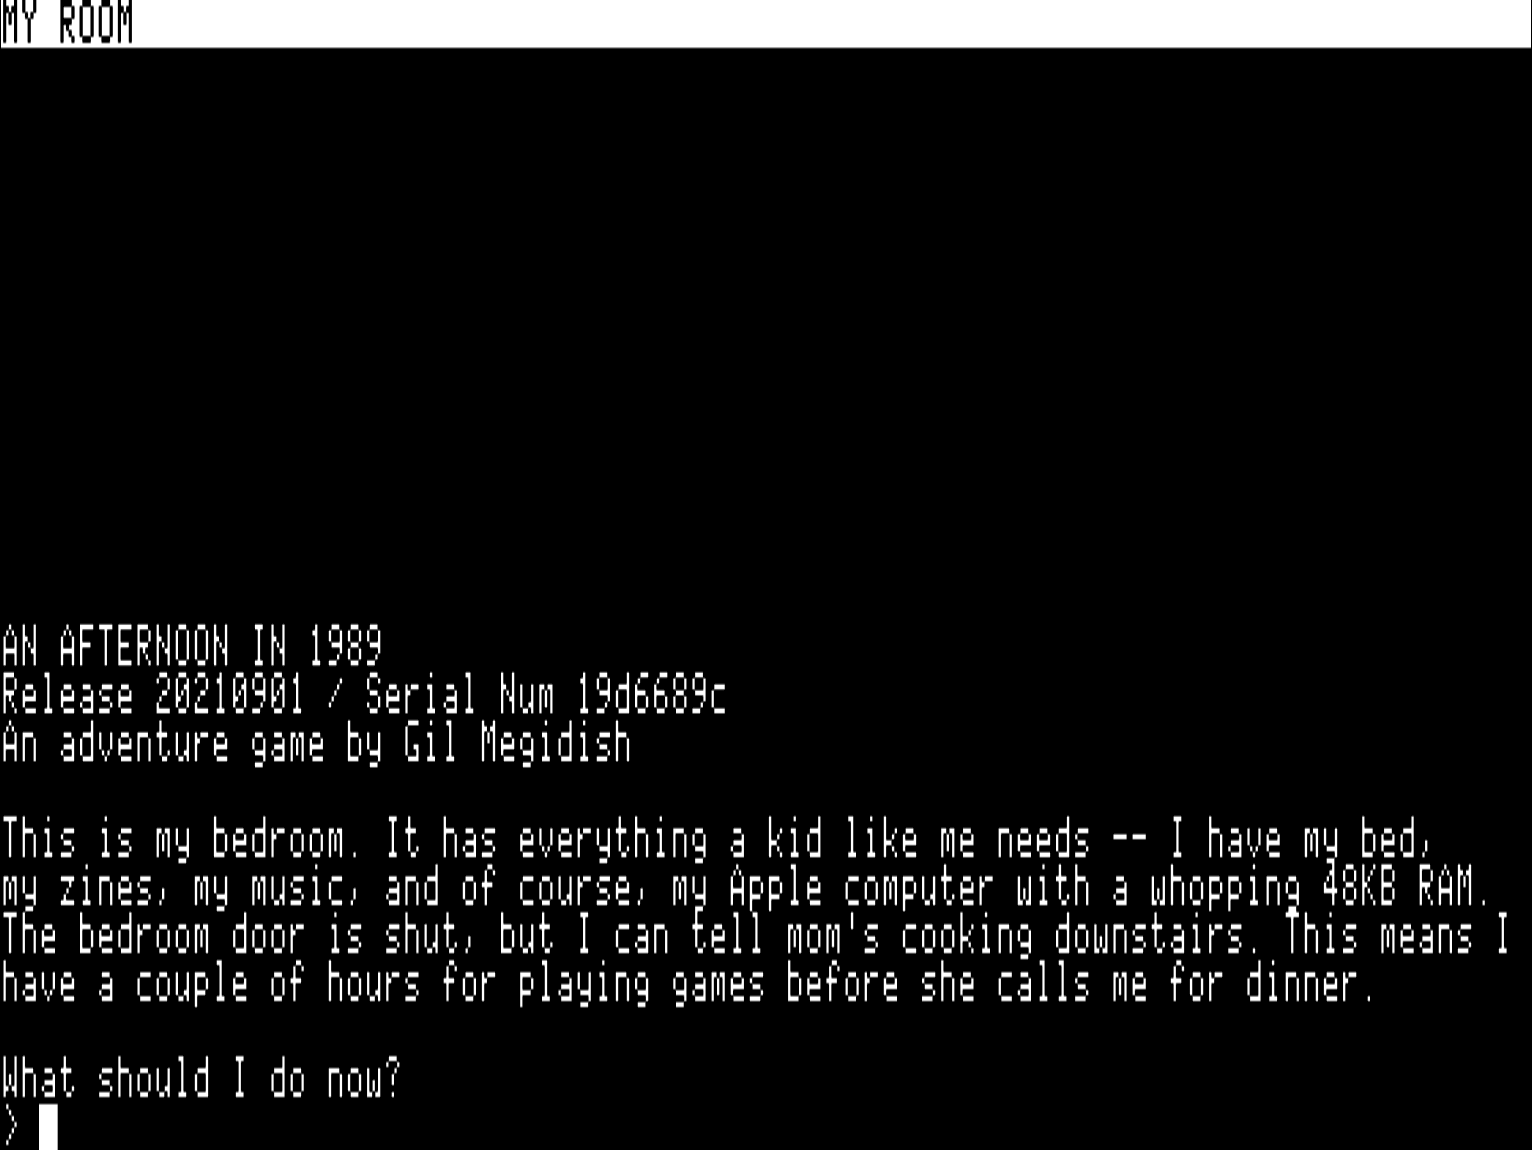 MY ROOM
AN AFTERNOON IN 1989
Release 20210901 / Serial Num 19d6689c
An adventure game by Gil Megidish
This is my bedroom. It has everything a kid like me needs -- I have my bed,
my zines, my music, and of course, my Apple computer with a whopping 48KB RAM.
The bedroom door is shut, but I can tell mom's cooking downstairs. This means I
have a couple of hours for playing games before she calls me for dinner.
What should I do now?
>